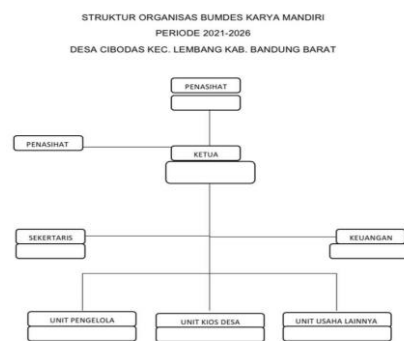 STRUKTUR ORGANISAS BUMDES KARYA MANDIRI
PERIODE 2021-2026
DESA CIBODAS KEC. LEMBANG KAB. BANDUNG BARAT
PENASIHAT
PENASIHAT
KETUA
SEKERTARIS
KEUANGAN
UNIT PENGELOLA
UNIT KIOS DESA
UNIT USAHA LAINNYA